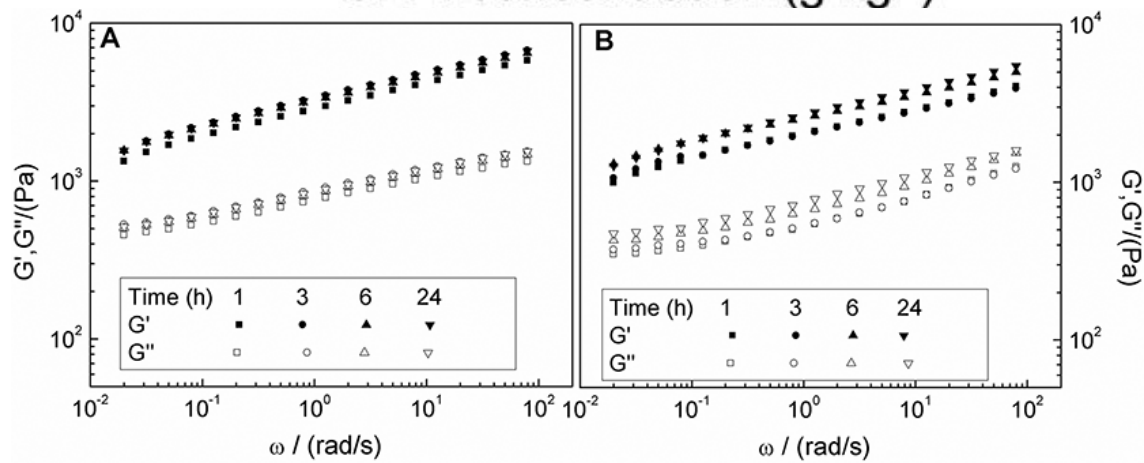 A
B
10⁴
10³
10²
G',G''/(Pa)
Time (h) 1 3 6 24
G'
G''
10⁻² 10⁻¹ 10⁰ 10¹ 10²
ω / (rad/s)
Time (h) 1 3 6 24
G'
G''
10⁻² 10⁻¹ 10⁰ 10¹ 10²
ω / (rad/s)
10⁴
10³
10²
G',G''/(Pa)